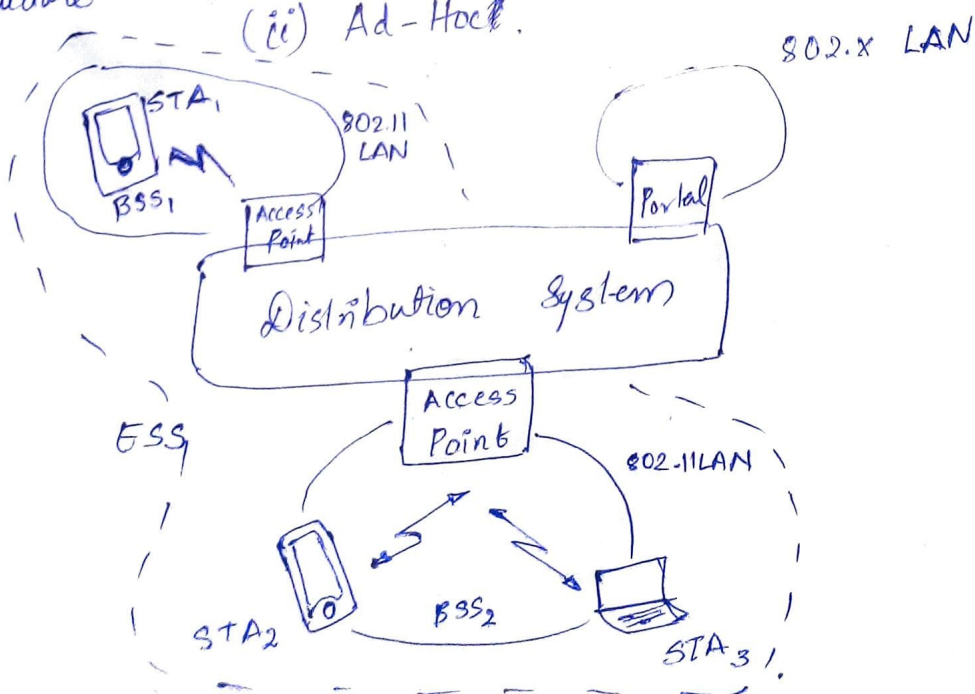 (ii) Ad-Hoc.
802.x LAN
STA1
802.11
LAN
BSS1
Access
Point
Portal
Distribution System
Access
Point
ESS1
802.11LAN
STA2
BSS2
STA3